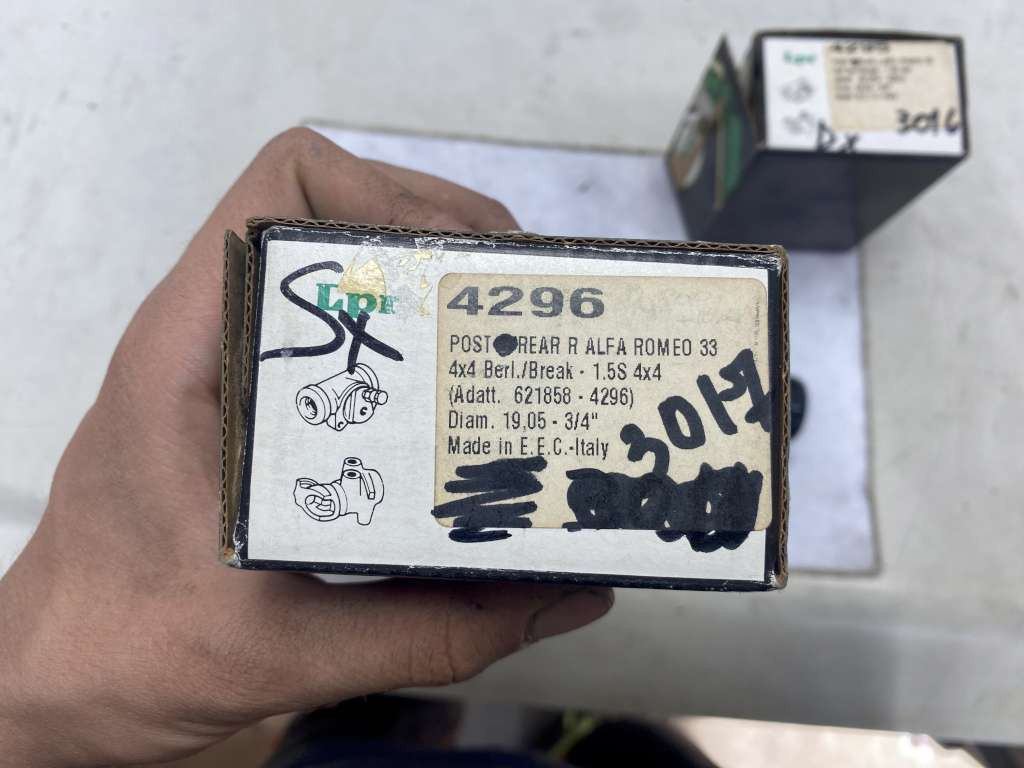 Sx
Lpr
4296
POST REAR R ALFA ROMEO 33
4x4 Berl./Break - 1.5S 4x4
(Adatt. 621858 - 4296)
Diam. 19,05 - 3/4"
Made in E.E.C.-Italy
3017
Lpr
3016